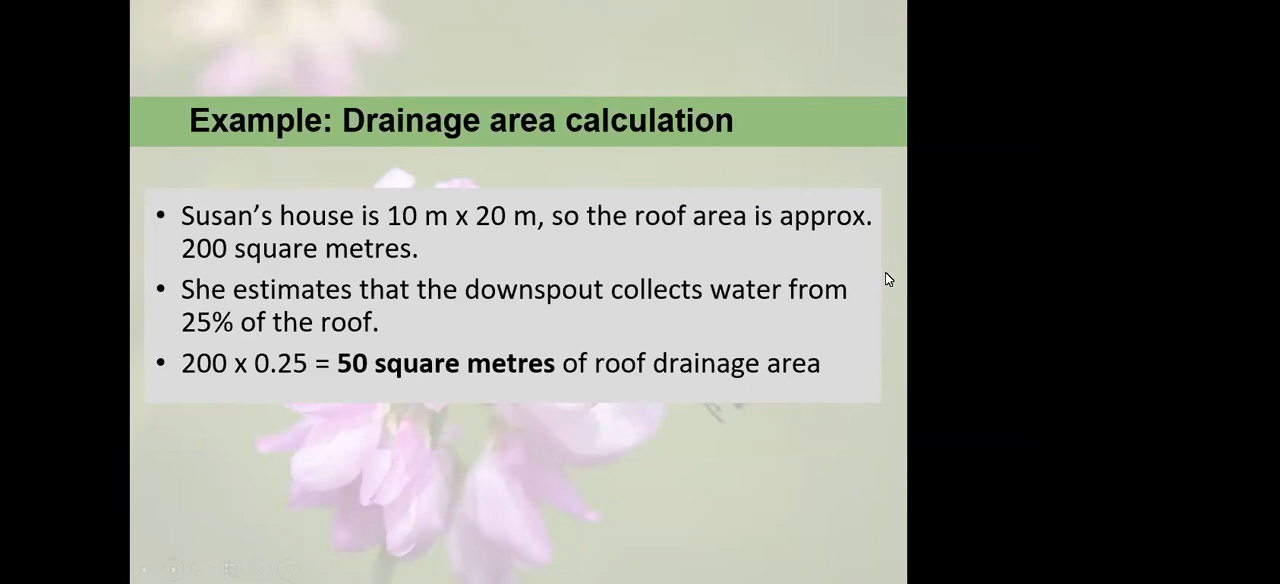 Example: Drainage area calculation
• Susan’s house is 10 m x 20 m, so the roof area is approx.
200 square metres.
• She estimates that the downspout collects water from
25% of the roof.
• 200 x 0.25 = 50 square metres of roof drainage area